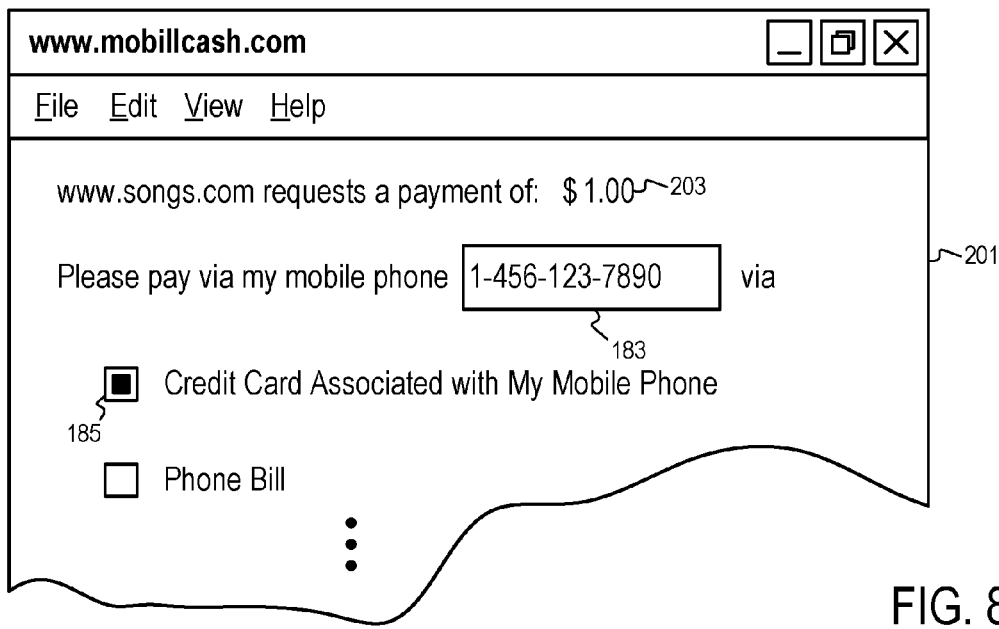 www.mobillcash.com
File Edit View Help
www.songs.com requests a payment of: $ 1.00 203
201
Please pay via my mobile phone 1-456-123-7890 via
183
Credit Card Associated with My Mobile Phone
185
Phone Bill
FIG. 8